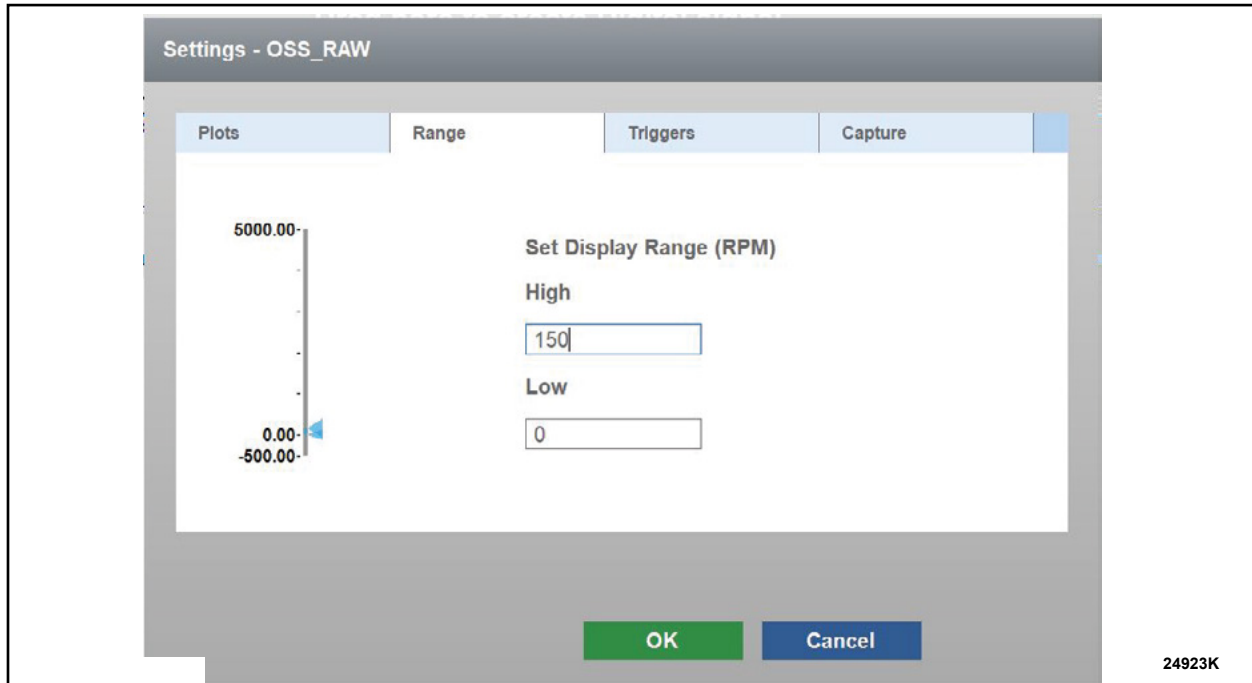 Settings - OSS_RAW
Plots Range Triggers Capture
5000.00-
Set Display Range (RPM)
High
150
Low
0.00-
0
-500.00-
OK Cancel
24923K